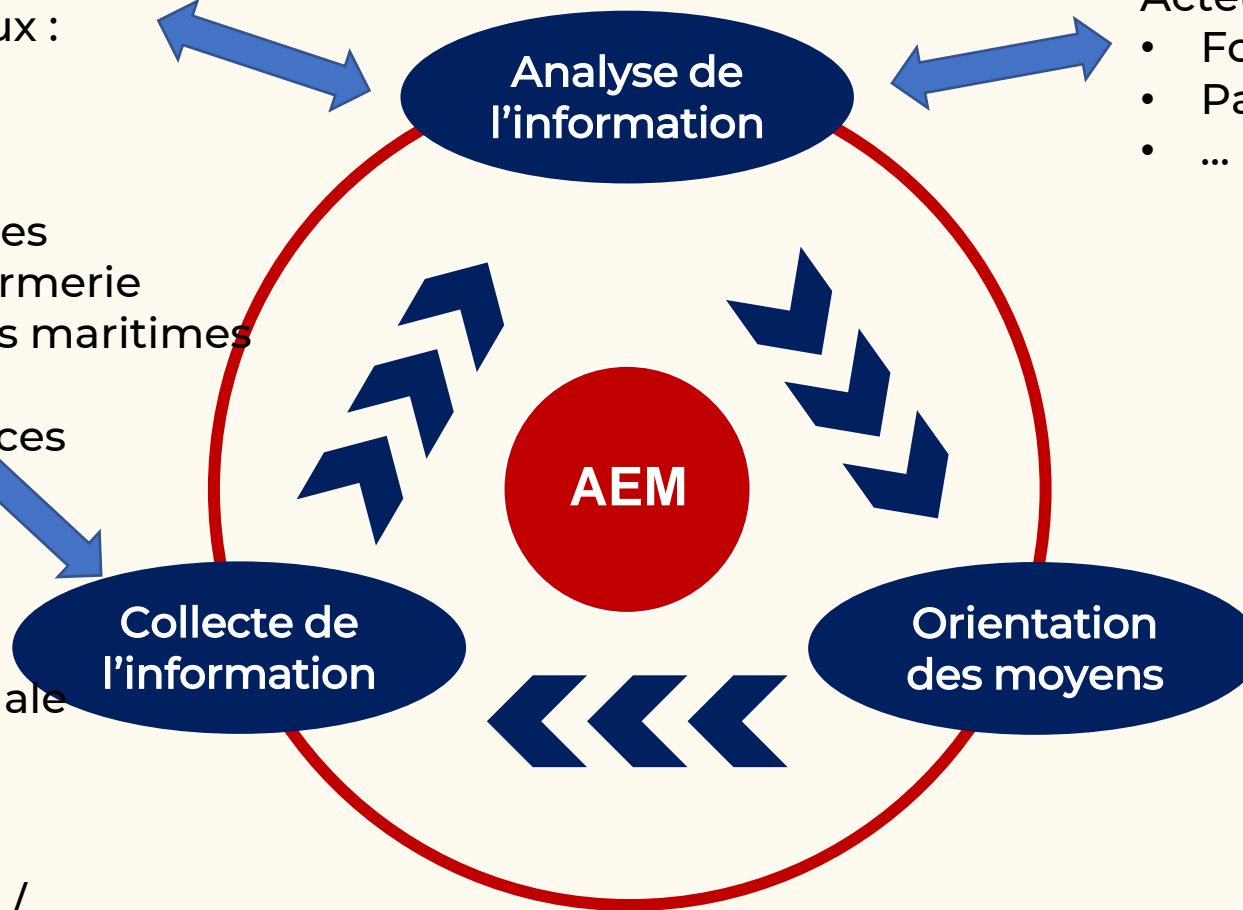 ux :
• Fo
• Pa
• ...
Analyse de
l’information
es
rmerie
s maritimes
ces
AEM
Collecte de
l’information
ale
Orientation
des moyens
/